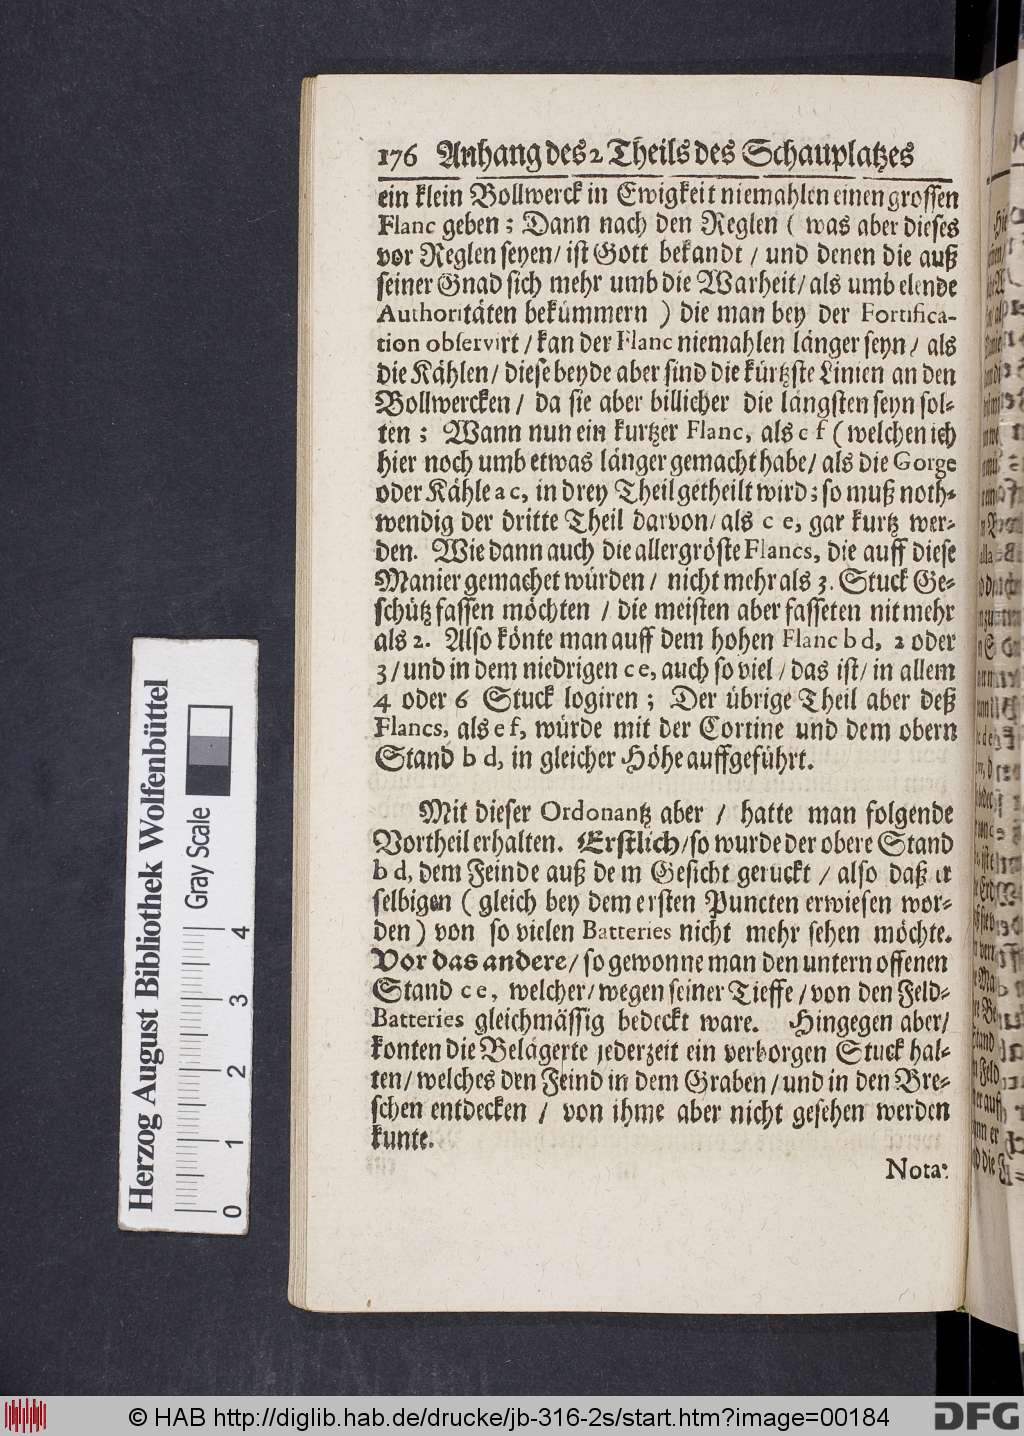 176 Anhang des 2 Theils des Schauplatzes
ein klein Bollwerck in Ewigkeit niemahlen einen grossen
Flanc geben; Dann nach den Reglen ( was aber dieses
vor Reglen seyen/ ist Gott bekandt / und denen die auß
seiner Gnad sich mehr umb die Warheit/ als umb elende
Authoritäten bekümmern ) die man bey der Fortifica-
tion observirt / kan der Flanc niemahlen länger seyn / als
die Kählen / diese beyde aber sind die kürtzste Linien an den
Bollwercken / da sie aber billicher die längsten seyn sol-
ten ; Wann nun ein kurtzer Flanc, als c f ( welchen ich
hier noch umb etwas länger gemacht habe/ als die Gorge
oder Kähle a c, in drey Theil getheilt wird; so muß noth-
wendig der dritte Theil darvon/ als c e, gar kurtz wer-
den. Wie dann auch die allergröste Flancs, die auff diese
Manier gemachet würden / nicht mehr als 3. Stuck Ge-
schütz fassen möchten / die meisten aber fasseten nit mehr
als 2. Also könte man auff dem hohen Flanc b d, 2 oder
3 / und in dem niedrigen c e, auch so viel / das ist / in allem
4 oder 6 Stuck logiren ; Der übrige Theil aber deß
Flancs, als e f, würde mit der Cortine und dem obern
Stand b d, in gleicher Höhe auffgeführt.
Mit dieser Ordonantz aber / hatte man folgende
Vortheil erhalten. Erstlich / so wurde der obere Stand
b d, dem Feinde auß dem Gesicht geruckt / also daß er
selbigen ( gleich bey dem ersten Puncten erwiesen wor-
den ) von so vielen Batteries nicht mehr sehen möchte.
Vor das andere / so gewonne man den untern offenen
Stand c e, welcher / wegen seiner Tieffe / von den Feld-
Batteries gleichmässig bedeckt ware. Hingegen aber/
konten die Belägerte jederzeit ein verborgen Stuck hal-
ten / welches den Feind in dem Graben / und in den Bre-
schen entdecken / von ihme aber nicht gesehen werden
kunte.
Nota:
Herzog August Bibliothek Wolfenbüttel
Gray Scale
0 1 2 3 4
© HAB http://diglib.hab.de/drucke/jb-316-2s/start.htm?image=00184
DFG